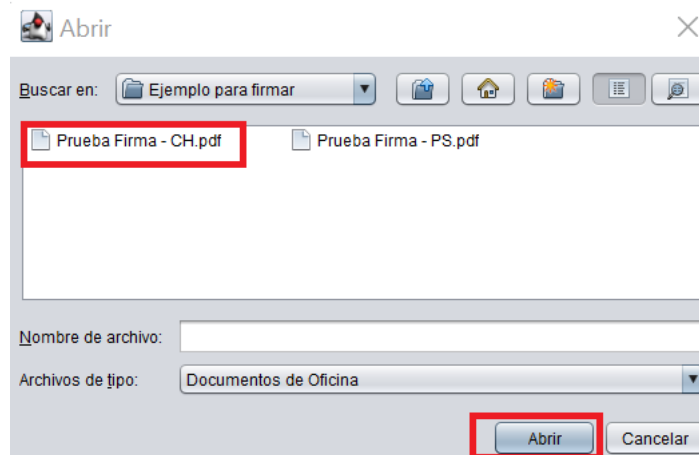 Abrir
Buscar en: Ejemplo para firmar
Prueba Firma - CH.pdf Prueba Firma - PS.pdf
Nombre de archivo:
Archivos de tipo: Documentos de Oficina
Abrir Cancelar